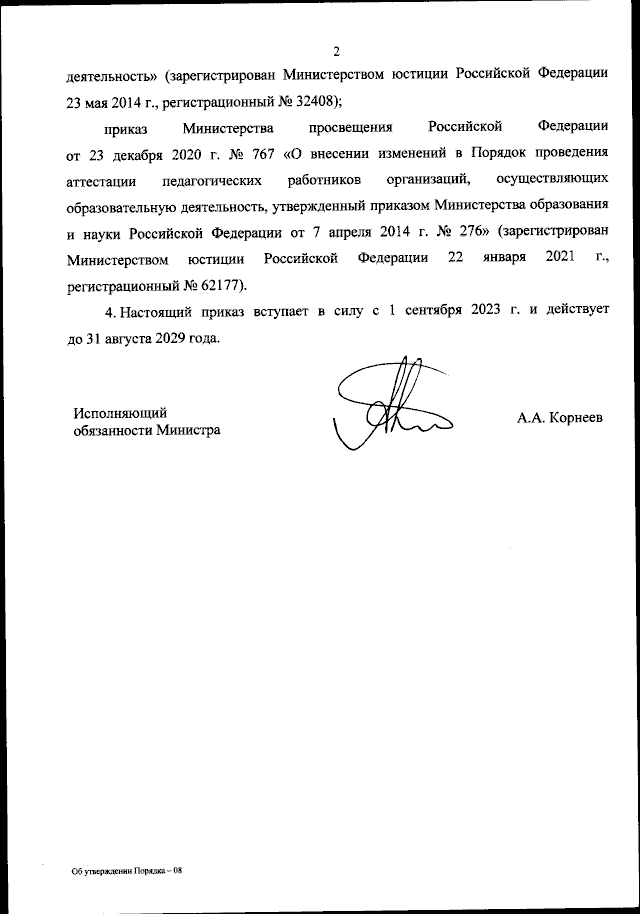 2
деятельность» (зарегистрирован Министерством юстиции Российской Федерации
23 мая 2014 г., регистрационный № 32408);
приказ Министерства просвещения Российской Федерации
от 23 декабря 2020 г. № 767 «О внесении изменений в Порядок проведения
аттестации педагогических работников организаций, осуществляющих
образовательную деятельность, утвержденный приказом Министерства образования
и науки Российской Федерации от 7 апреля 2014 г. № 276» (зарегистрирован
Министерством юстиции Российской Федерации 22 января 2021 г.,
регистрационный № 62177).
4. Настоящий приказ вступает в силу с 1 сентября 2023 г. и действует
до 31 августа 2029 года.
Исполняющий
обязанности Министра
А.А. Корнеев
Об утверждении Порядка – 08